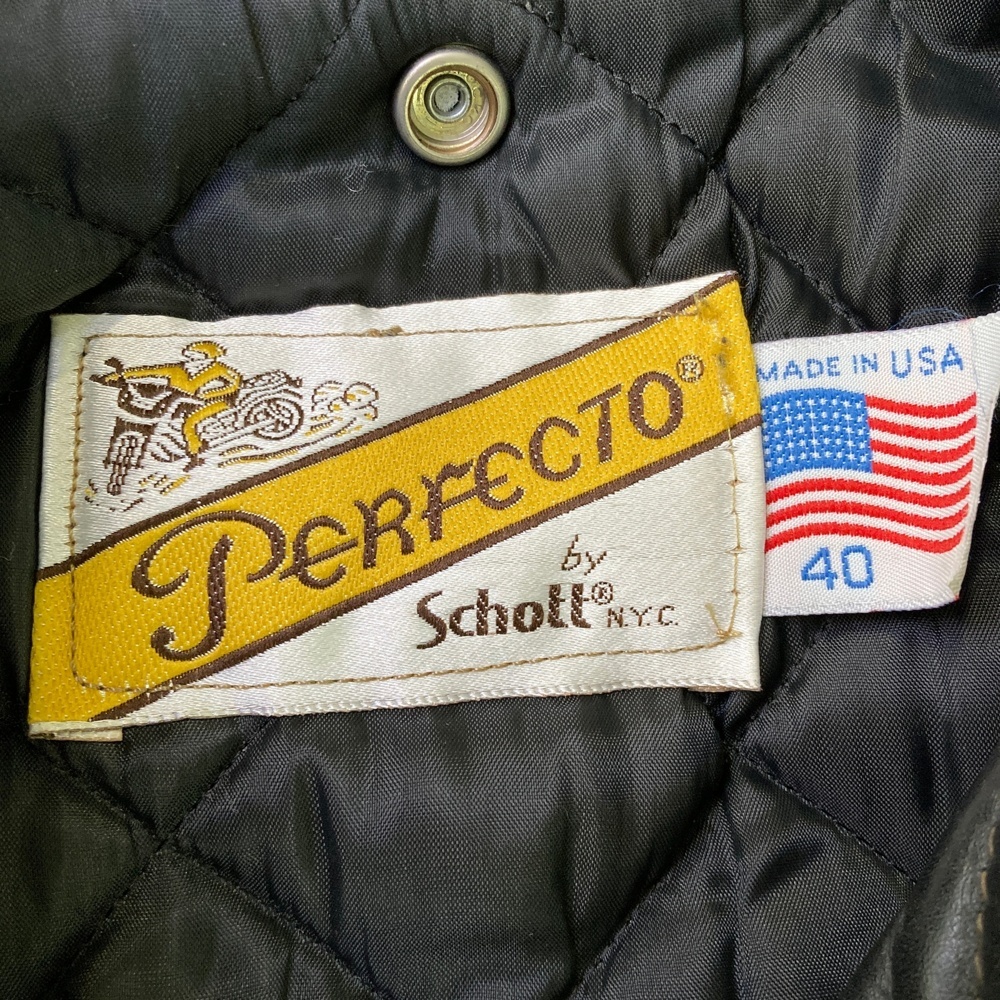 PERFECTO®
by
Schott® N.Y.C.
MADE IN USA
40